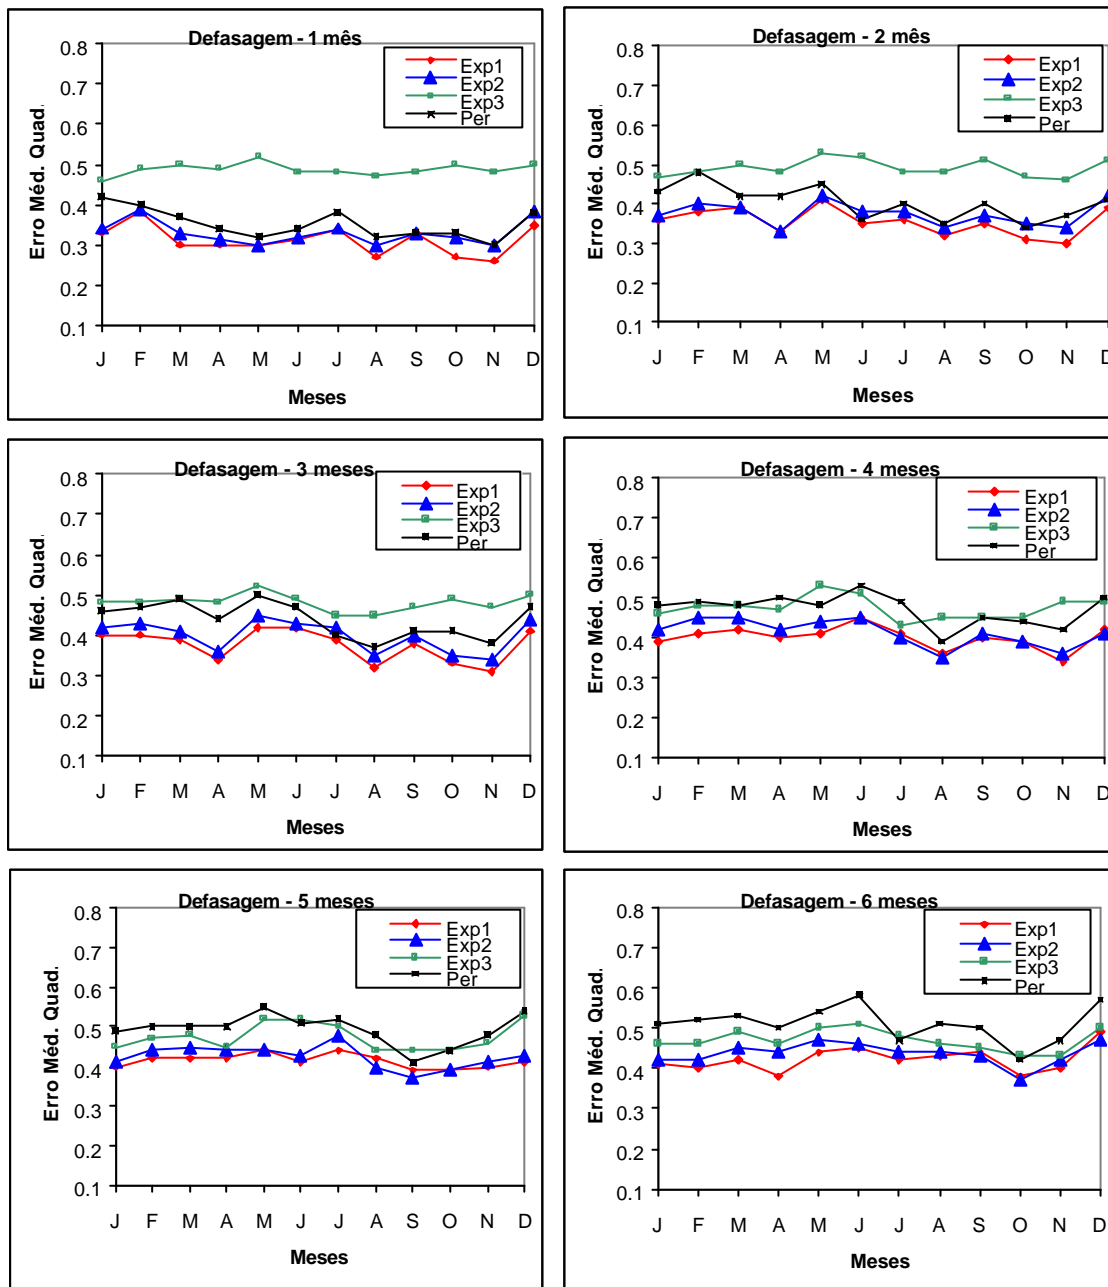 Defasagem - 1 mês
Exp1
Exp2
Exp3
Per
Erro Méd. Quad.
0.8
0.7
0.6
0.5
0.4
0.3
0.2
0.1
J F M A M J J A S O N D
Meses
Defasagem - 2 mês
Exp1
Exp2
Exp3
Per
Erro Méd. Quad.
0.8
0.7
0.6
0.5
0.4
0.3
0.2
0.1
J F M A M J J A S O N D
Meses
Defasagem - 3 meses
Exp1
Exp2
Exp3
Per
Erro Méd. Quad.
0.8
0.7
0.6
0.5
0.4
0.3
0.2
0.1
J F M A M J J A S O N D
Meses
Defasagem - 4 meses
Exp1
Exp2
Exp3
Per
Erro Méd. Quad.
0.8
0.7
0.6
0.5
0.4
0.3
0.2
0.1
J F M A M J J A S O N D
Meses
Defasagem - 5 meses
Exp1
Exp2
Exp3
Per
Erro Méd. Quad.
0.8
0.7
0.6
0.5
0.4
0.3
0.2
0.1
J F M A M J J A S O N D
Meses
Defasagem - 6 meses
Exp1
Exp2
Exp3
Per
Erro Méd. Quad.
0.8
0.7
0.6
0.5
0.4
0.3
0.2
0.1
J F M A M J J A S O N D
Meses